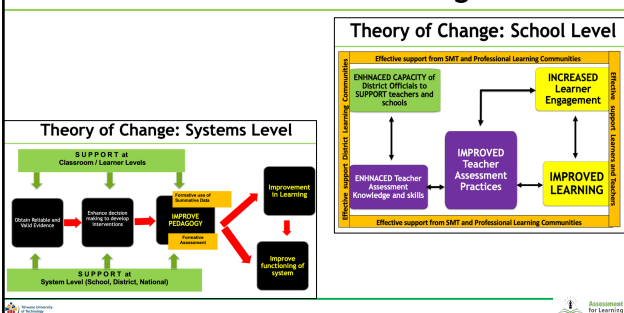 Theory of Change: School Level
Effective support from SMT and Professional Learning Communities
Effective support District Learning Communities
ENHNACED CAPACITY of
District Officials to
SUPPORT teachers and
schools
INCREASED
Learner
Engagement
Effective support Learners and Teachers
ENHNACED Teacher
Assessment
Knowledge and skills
IMPROVED
Teacher
Assessment
Practices
IMPROVED
LEARNING
Effective support from SMT and Professional Learning Communities
Theory of Change: Systems Level
SUPPORT at
Classroom / Learner Levels
Obtain Reliable and
Valid Evidence
Enhance decision
making to develop
interventions
Formative use of
Summative Data
IMPROVE
PEDAGOGY
Formative
Assessment
Improvement
in Learning
Improve
functioning of
system
SUPPORT at
System Level (School, District, National)
Tshwane University
of Technology
Assessment
for Learning